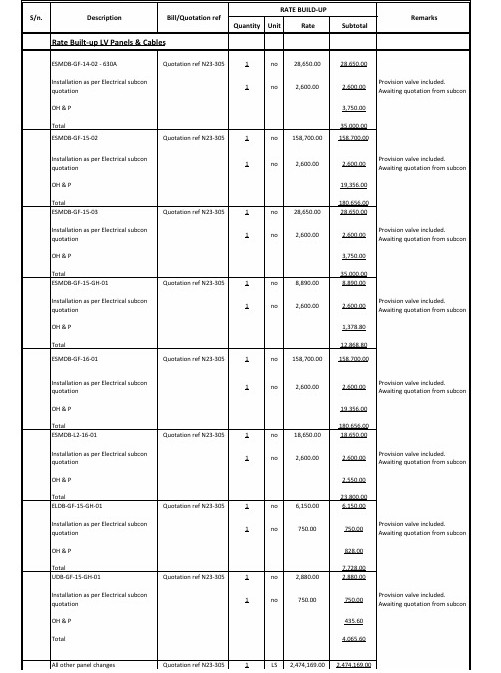 S/n. Description Bill/Quotation ref RATE BUILD-UP Remarks
Quantity Unit Rate Subtotal
Rate Built-up LV Panels & Cables
ESMDB-GF-14-02 - 630A Quotation ref N23-305 1 no 28,650.00 28,650.00
Installation as per Electrical subcon quotation 1 no 2,600.00 2,600.00 Provision valve included. Awaiting quotation from subcon
OH & P 3,750.00
Total 35,000.00
ESMDB-GF-15-02 Quotation ref N23-305 1 no 158,700.00 158,700.00
Installation as per Electrical subcon quotation 1 no 2,600.00 2,600.00 Provision valve included. Awaiting quotation from subcon
OH & P 19,356.00
Total 180,656.00
ESMDB-GF-15-03 Quotation ref N23-305 1 no 28,650.00 28,650.00
Installation as per Electrical subcon quotation 1 no 2,600.00 2,600.00 Provision valve included. Awaiting quotation from subcon
OH & P 3,750.00
Total 35,000.00
ESMDB-GF-15-GH-01 Quotation ref N23-305 1 no 8,890.00 8,890.00
Installation as per Electrical subcon quotation 1 no 2,600.00 2,600.00 Provision valve included. Awaiting quotation from subcon
OH & P 1,378.80
Total 12,868.80
ESMDB-GF-16-01 Quotation ref N23-305 1 no 158,700.00 158,700.00
Installation as per Electrical subcon quotation 1 no 2,600.00 2,600.00 Provision valve included. Awaiting quotation from subcon
OH & P 19,356.00
Total 180,656.00
ESMDB-L2-16-01 Quotation ref N23-305 1 no 18,650.00 18,650.00
Installation as per Electrical subcon quotation 1 no 2,600.00 2,600.00 Provision valve included. Awaiting quotation from subcon
OH & P 2,550.00
Total 23,800.00
ELDB-GF-15-GH-01 Quotation ref N23-305 1 no 6,150.00 6,150.00
Installation as per Electrical subcon quotation 1 no 750.00 750.00 Provision valve included. Awaiting quotation from subcon
OH & P 828.00
Total 7,728.00
UDB-GF-15-GH-01 Quotation ref N23-305 1 no 2,880.00 2,880.00
Installation as per Electrical subcon quotation 1 no 750.00 750.00 Provision valve included. Awaiting quotation from subcon
OH & P 435.60
Total 4,065.60
All other panel changes Quotation ref N23-305 1 LS 2,474,169.00 2,474,169.00